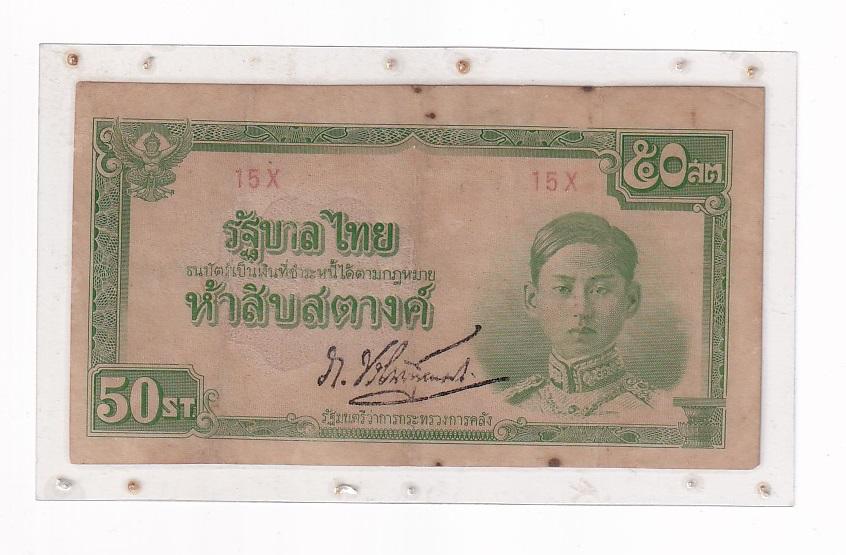 ๕๐ สต
15 X 15 X
รัฐบาลไทย
ธนบัตร์เป็นเงินที่ชำระหนี้ได้ตามกฎหมาย
ห้าสิบสตางค์
50 ST.
รัฐมนตรีว่าการกระทรวงการคลัง